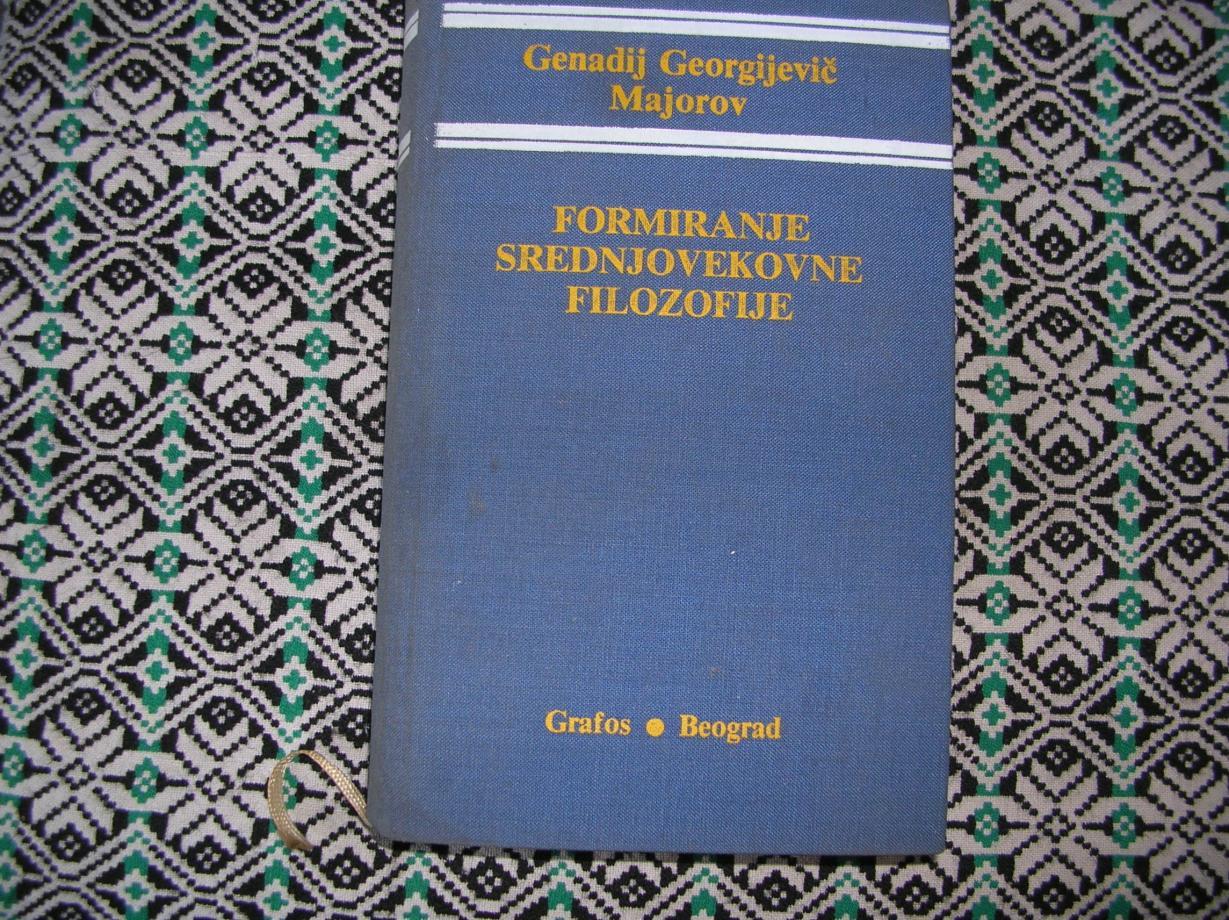 Genadij Georgijevič
Majorov
FORMIRANJE
SREDNJOVEKOVNE
FILOZOFIJE
Grafos ● Beograd